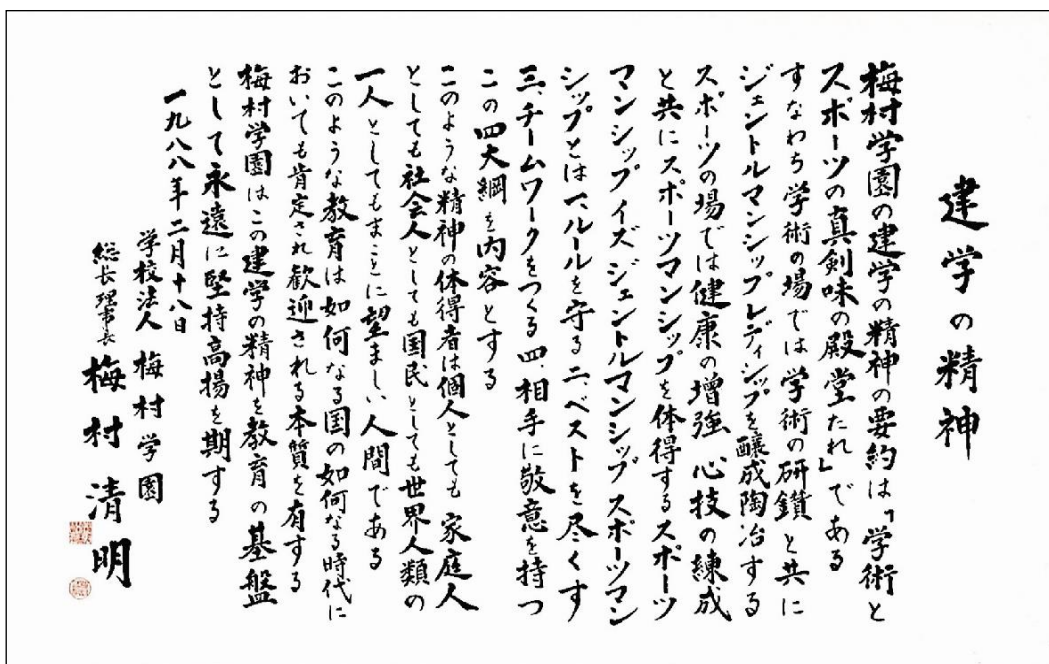 建学の精神
梅村学園の建学の精神の要約は「学術と
スポーツの真剣味の殿堂たれ」である
すなわち学術の場では学術の研鑽と共に
ジェントルマンシップレディシップを醸成陶冶する
スポーツの場では健康の増強 心技の練成
と共にスポーツマンシップを体得するスポーツ
マンシップイズジェントルマンシップスポーツマン
シップとは一、ルールを守る二、ベストを尽くす
三、チームワークをつくる四、相手に敬意を持つ
この四大綱を内容とする
このような精神の体得者は個人としても家庭人
としても社会人としても国民としても世界人類の
一人としてもまことに望ましい人間である
このような教育は如何なる国の如何なる時代に
おいても肯定され歓迎される本質を有する
梅村学園はこの建学の精神を教育の基盤
として永遠に堅持高揚を期する
一九八八年二月十八日
学校法人 梅村学園
総長理事長 梅村清明